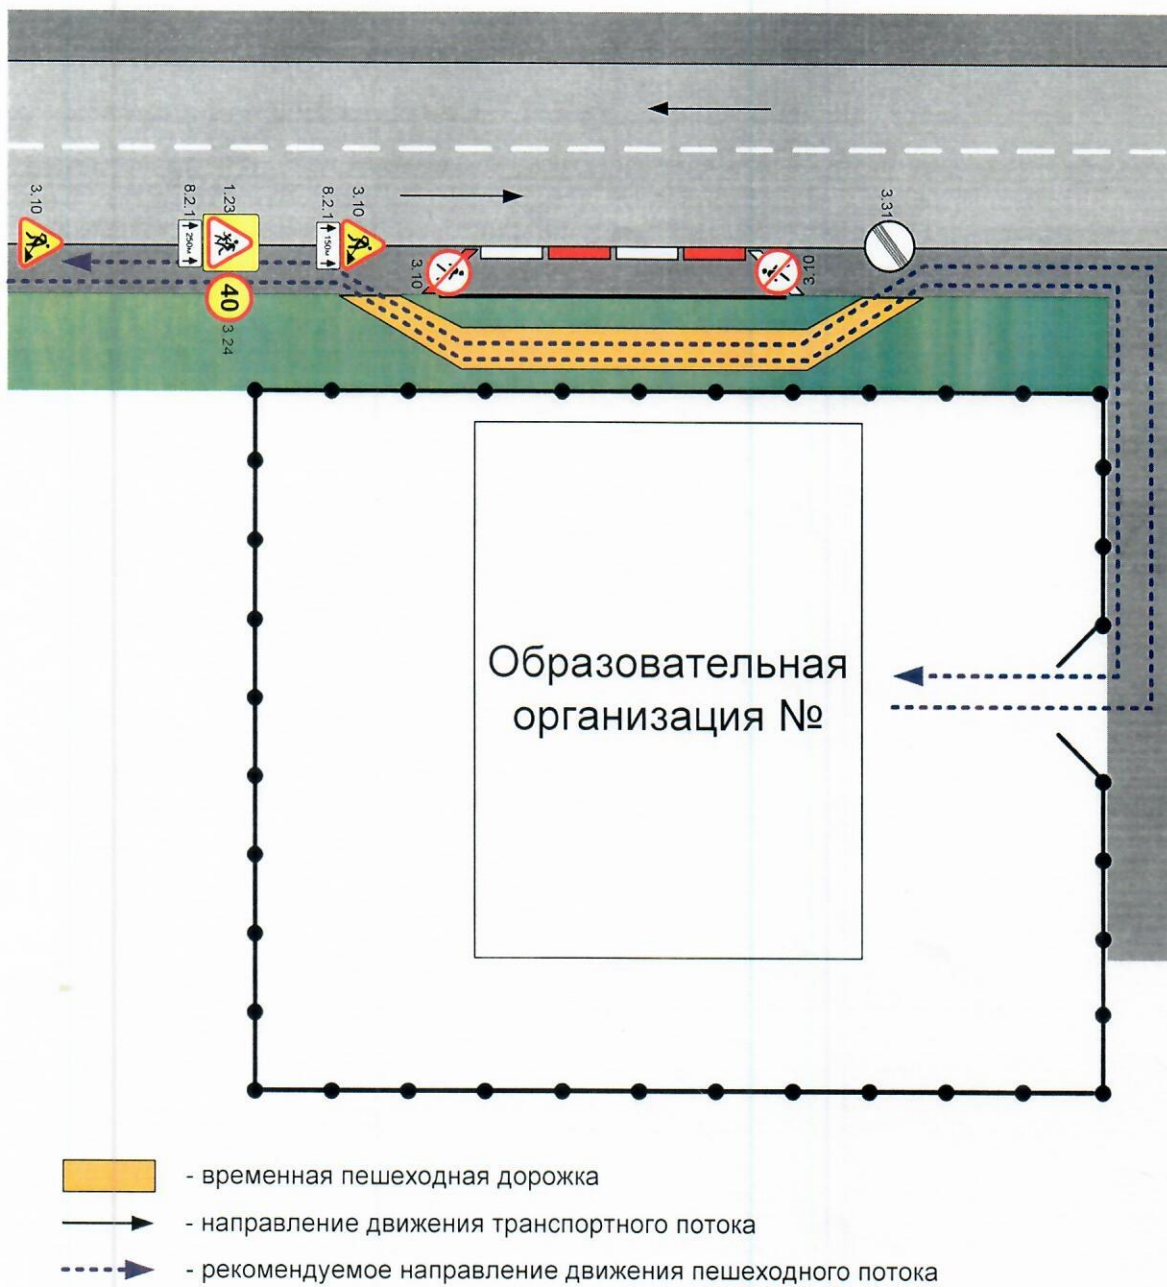 3.10
8.2.1
250м
1.23
40
3.24
8.2.1
150м
3.10
3.10
3.10
3.31
Образовательная
организация №
- временная пешеходная дорожка
- направление движения транспортного потока
- рекомендуемое направление движения пешеходного потока